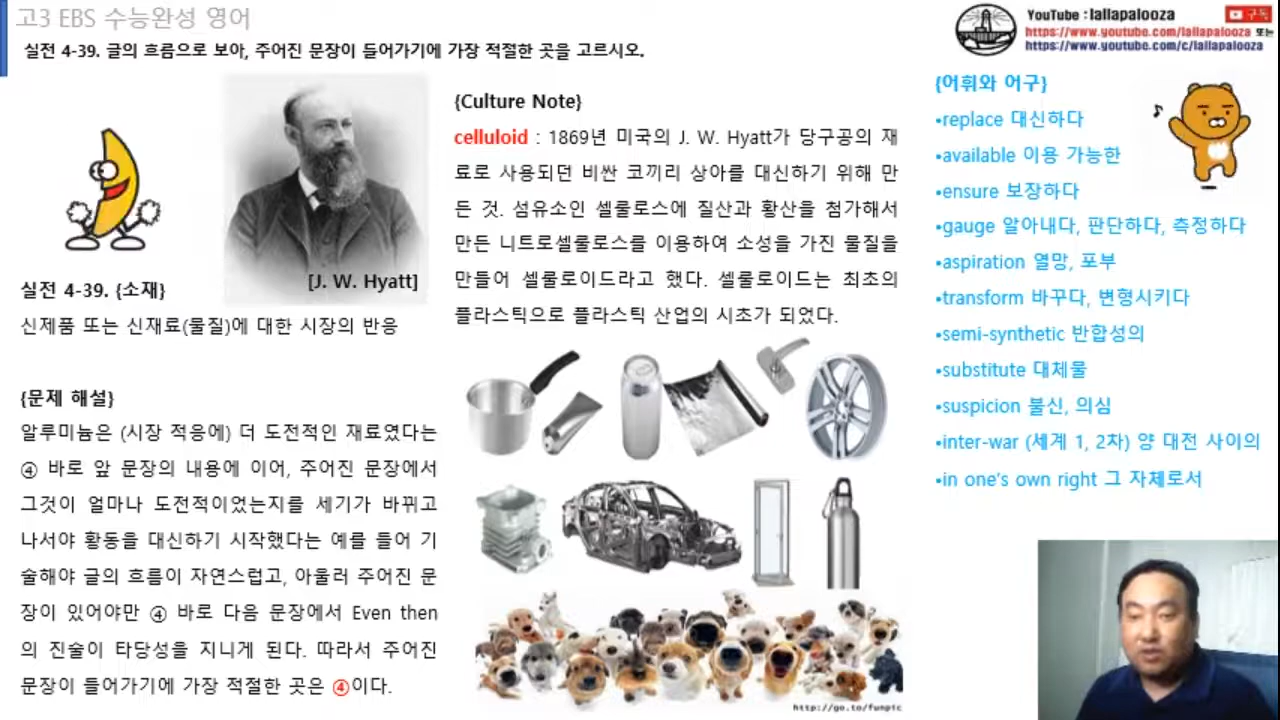 고3 EBS 수능완성 영어
실전 4-39. 글의 흐름으로 보아, 주어진 문장이 들어가기에 가장 적절한 곳을 고르시오.
YouTube : lallapalooza
구독
https://www.youtube.com/lallapalooza 또는
https://www.youtube.com/c/lallapalooza
[J. W. Hyatt]
실전 4-39. {소재}
신제품 또는 신재료(물질)에 대한 시장의 반응
{문제 해설}
알루미늄은 (시장 적응에) 더 도전적인 재료였다는
④ 바로 앞 문장의 내용에 이어, 주어진 문장에서
그것이 얼마나 도전적이었는지를 세기가 바뀌고
나서야 황동을 대신하기 시작했다는 예를 들어 기
술해야 글의 흐름이 자연스럽고, 아울러 주어진 문
장이 있어야만 ④ 바로 다음 문장에서 Even then
의 진술이 타당성을 지니게 된다. 따라서 주어진
문장이 들어가기에 가장 적절한 곳은 ④이다.
{Culture Note}
celluloid : 1869년 미국의 J. W. Hyatt가 당구공의 재
료로 사용되던 비싼 코끼리 상아를 대신하기 위해 만
든 것. 섬유소인 셀룰로스에 질산과 황산을 첨가해서
만든 니트로셀룰로스를 이용하여 소성을 가진 물질을
만들어 셀룰로이드라고 했다. 셀룰로이드는 최초의
플라스틱으로 플라스틱 산업의 시초가 되었다.
http://go.to/funpic
{어휘와 어구}
•replace 대신하다
•available 이용 가능한
•ensure 보장하다
•gauge 알아내다, 판단하다, 측정하다
•aspiration 열망, 포부
•transform 바꾸다, 변형시키다
•semi-synthetic 반합성의
•substitute 대체물
•suspicion 불신, 의심
•inter-war (세계 1, 2차) 양 대전 사이의
•in one's own right 그 자체로서